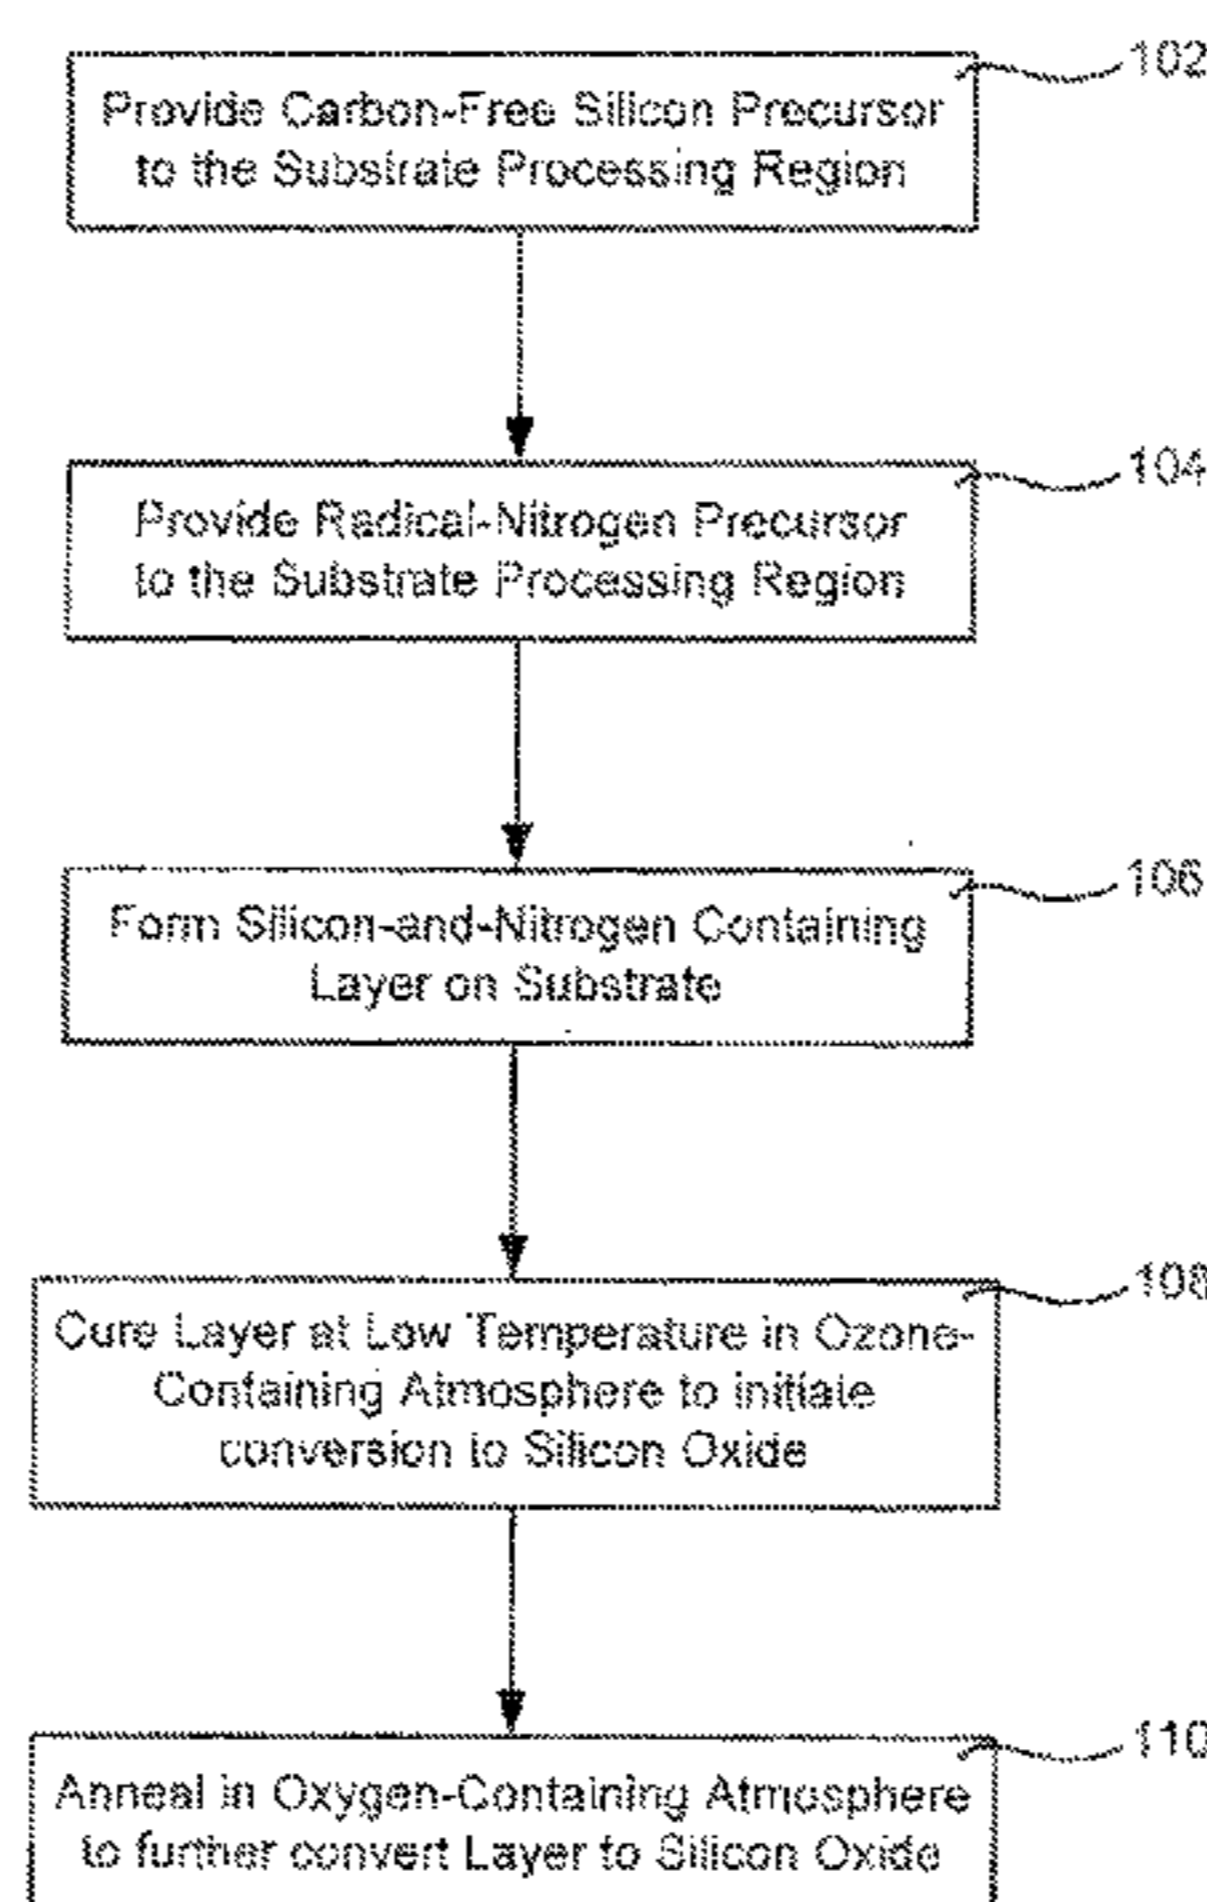 102
Provide Carbon-Free Silicon Precursor
to the Substrate Processing Region
104
Provide Radical-Nitrogen Precursor
to the Substrate Processing Region
106
Form Silicon-and-Nitrogen Containing
Layer on Substrate
108
Cure Layer at Low Temperature in Ozone-
Containing Atmosphere to initiate
conversion to Silicon Oxide
110
Anneal in Oxygen-Containing Atmosphere
to further convert Layer to Silicon Oxide